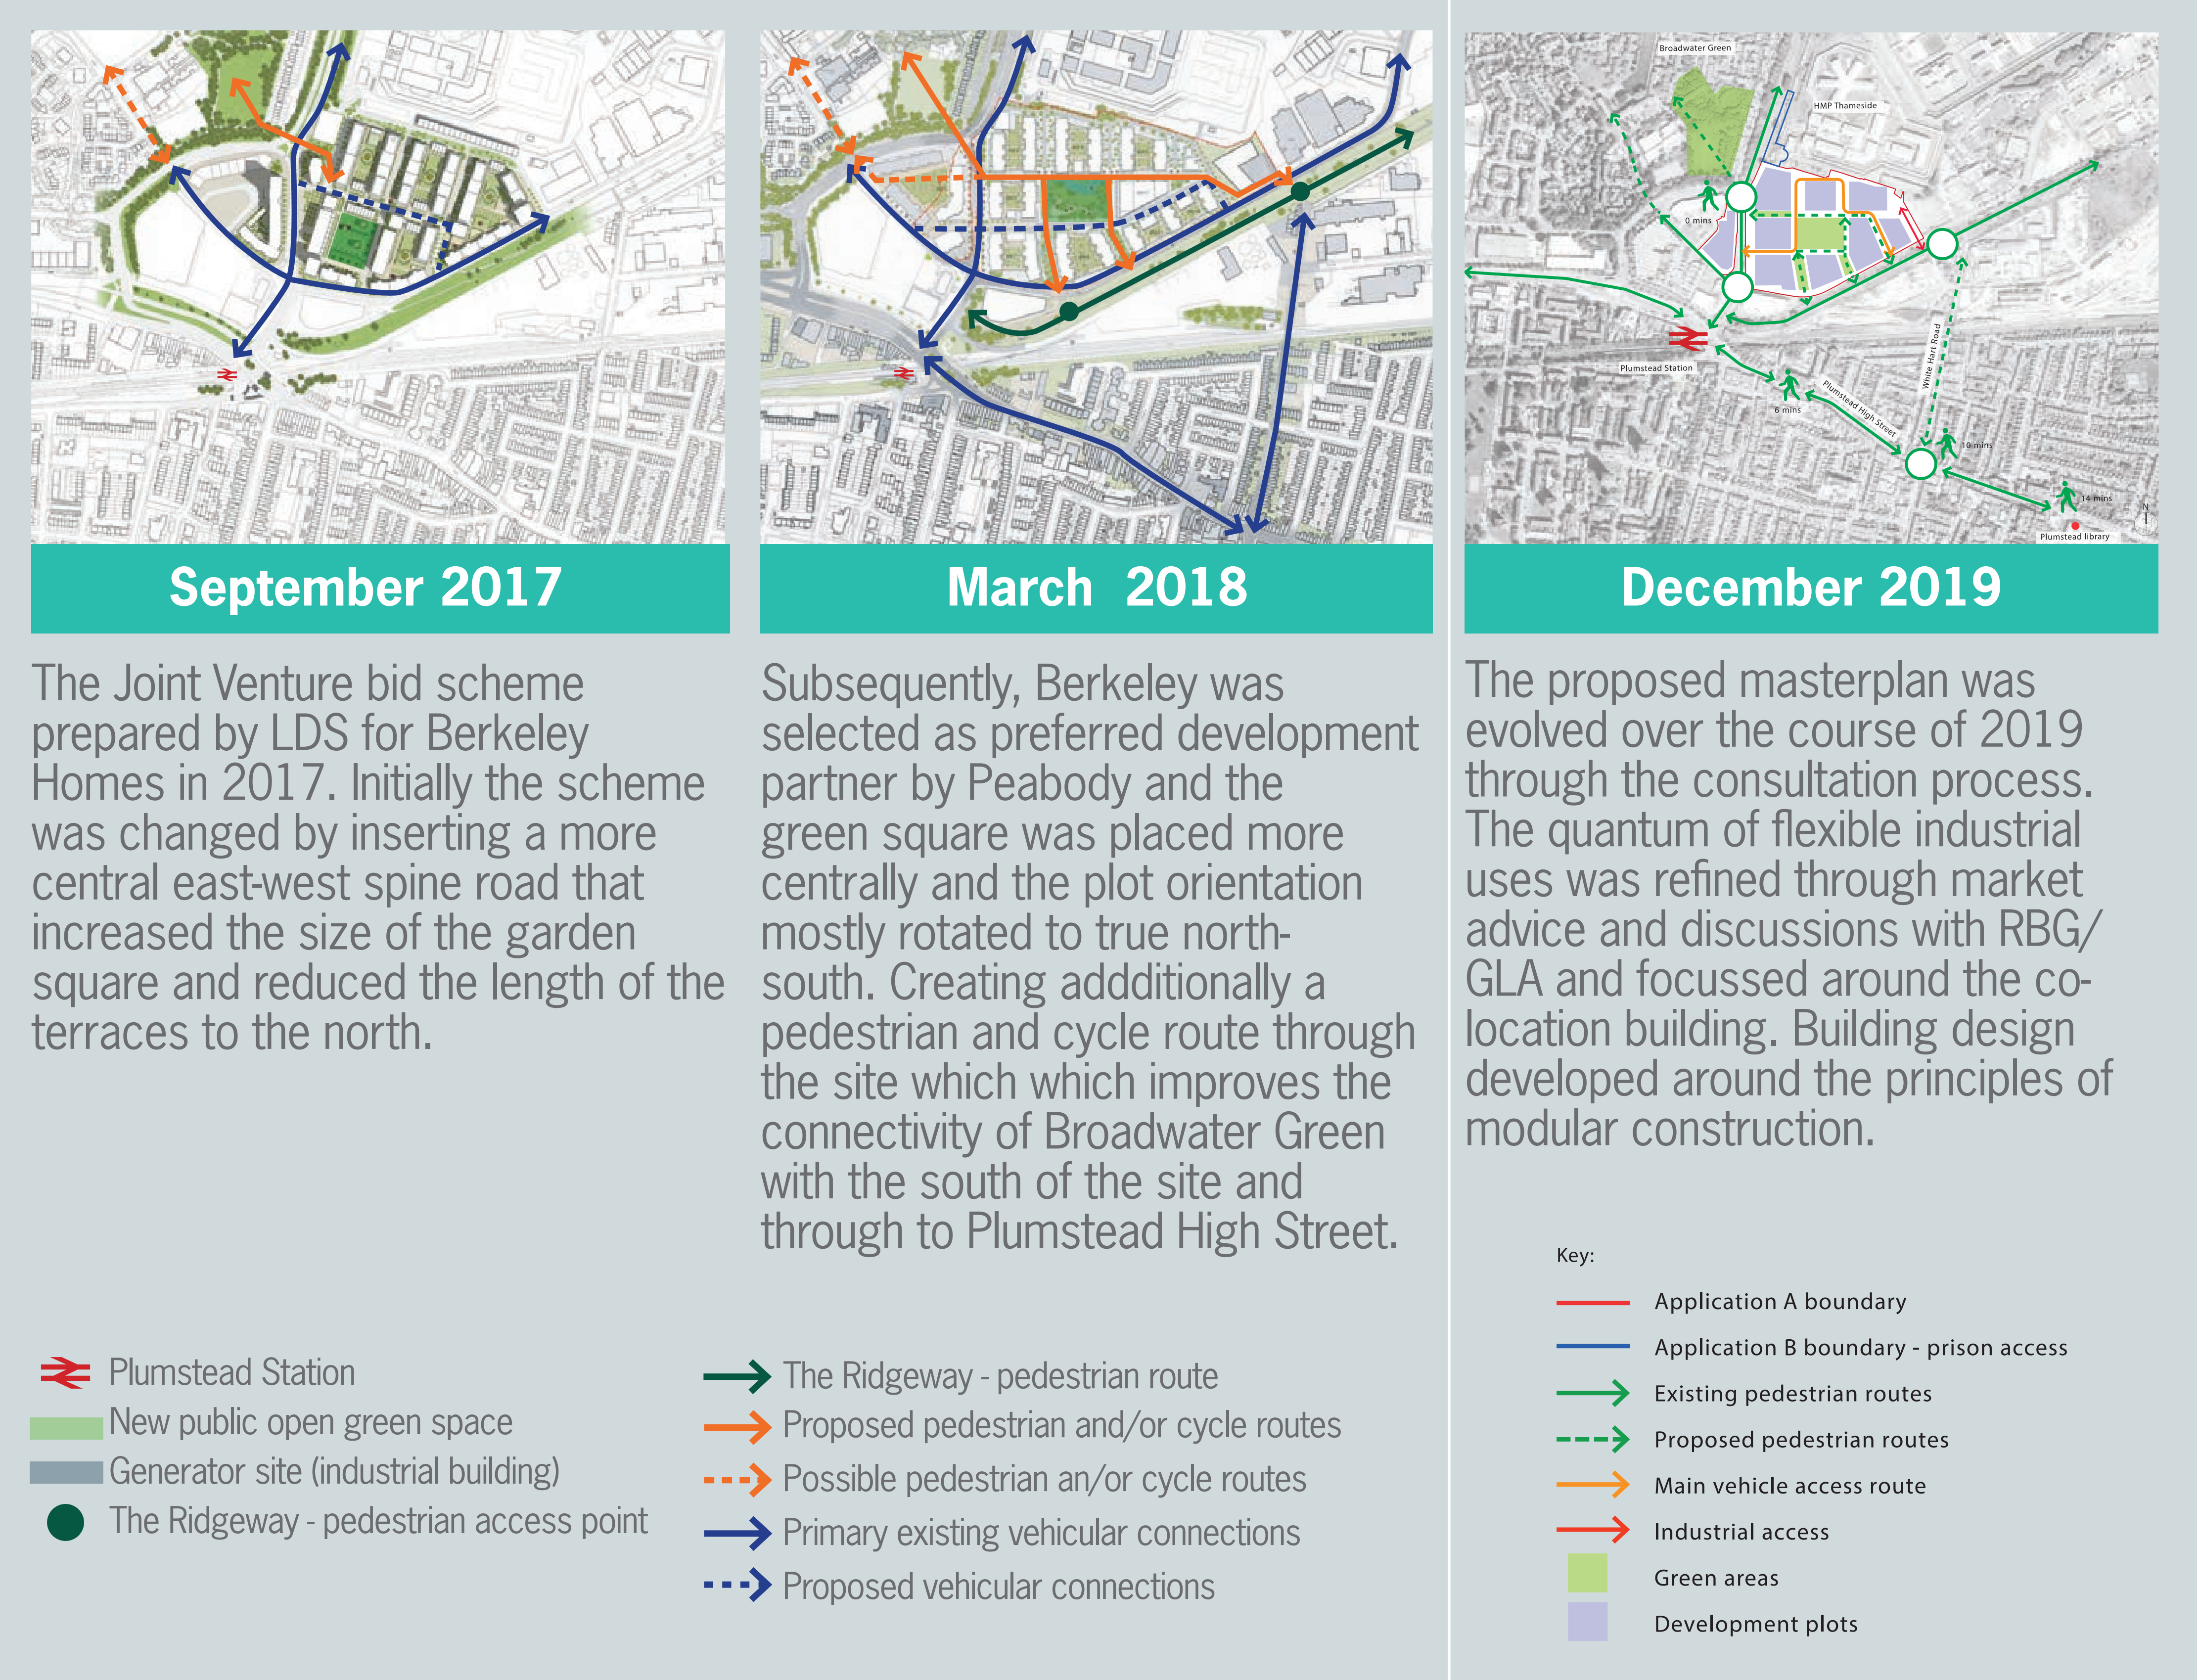 September 2017
The Joint Venture bid scheme
prepared by LDS for Berkeley
Homes in 2017. Initially the scheme
was changed by inserting a more
central east-west spine road that
increased the size of the garden
square and reduced the length of the
terraces to the north.
March 2018
Subsequently, Berkeley was
selected as preferred development
partner by Peabody and the
green square was placed more
centrally and the plot orientation
mostly rotated to true north-
south. Creating addditionally a
pedestrian and cycle route through
the site which which improves the
connectivity of Broadwater Green
with the south of the site and
through to Plumstead High Street.
Broadwater Green
HMP Thameside
0 mins
Plumstead Station
White Hart Road
6 mins
Plumstead High Street
10 mins
14 mins
N
Plumstead library
December 2019
The proposed masterplan was
evolved over the course of 2019
through the consultation process.
The quantum of flexible industrial
uses was refined through market
advice and discussions with RBG/
GLA and focussed around the co-
location building. Building design
developed around the principles of
modular construction.
Plumstead Station
New public open green space
Generator site (industrial building)
The Ridgeway - pedestrian access point
The Ridgeway - pedestrian route
Proposed pedestrian and/or cycle routes
Possible pedestrian an/or cycle routes
Primary existing vehicular connections
Proposed vehicular connections
Key:
Application A boundary
Application B boundary - prison access
Existing pedestrian routes
Proposed pedestrian routes
Main vehicle access route
Industrial access
Green areas
Development plots